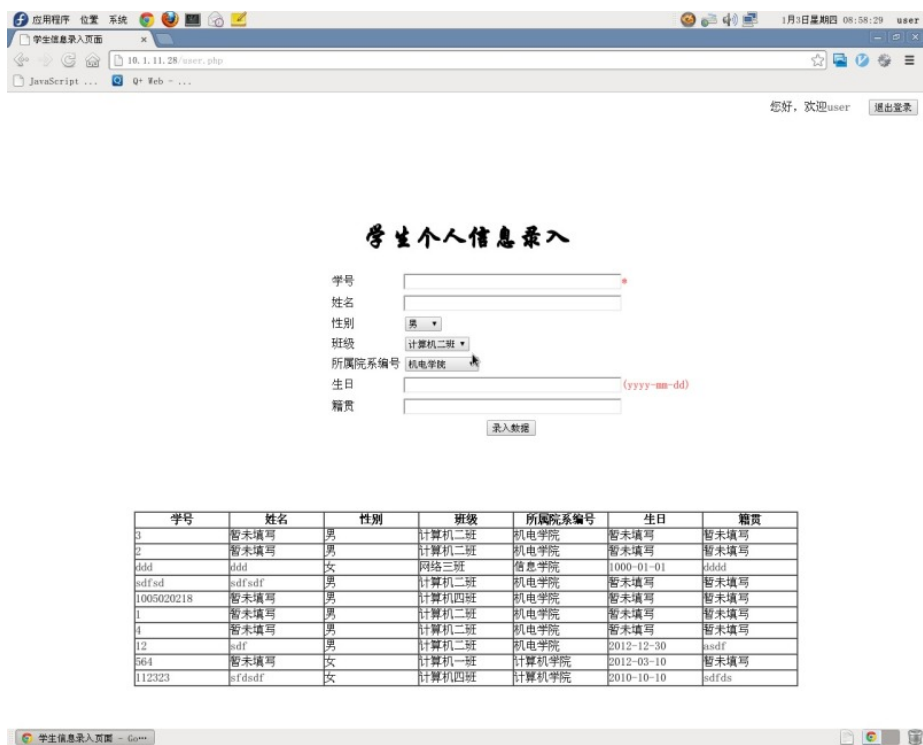 应用程序 位置 系统 1月3日星期四 08:58:29 user
学生信息录入页面 ×
10.1.11.28/user.php
JavaScript ... Q+ Web - ...
您好，欢迎user 退出登录
学生个人信息录入
学号 *
姓名
性别 男
班级 计算机二班
所属院系编号 机电学院
生日 (yyyy-mm-dd)
籍贯
录入数据
学号 姓名 性别 班级 所属院系编号 生日 籍贯
3 暂未填写 男 计算机二班 机电学院 暂未填写 暂未填写
2 暂未填写 男 计算机二班 机电学院 暂未填写 暂未填写
ddd ddd 女 网络三班 信息学院 1000-01-01 dddd
sdfsd sdfsdf 男 计算机二班 机电学院 暂未填写 暂未填写
1005020218 暂未填写 男 计算机四班 机电学院 暂未填写 暂未填写
1 暂未填写 男 计算机二班 机电学院 暂未填写 暂未填写
4 暂未填写 男 计算机二班 机电学院 暂未填写 暂未填写
12 sdf 男 计算机二班 机电学院 2012-12-30 asdf
564 暂未填写 女 计算机一班 计算机学院 2012-03-10 暂未填写
112323 sfdsdf 女 计算机四班 计算机学院 2010-10-10 sdfds
学生信息录入页面 - Go…